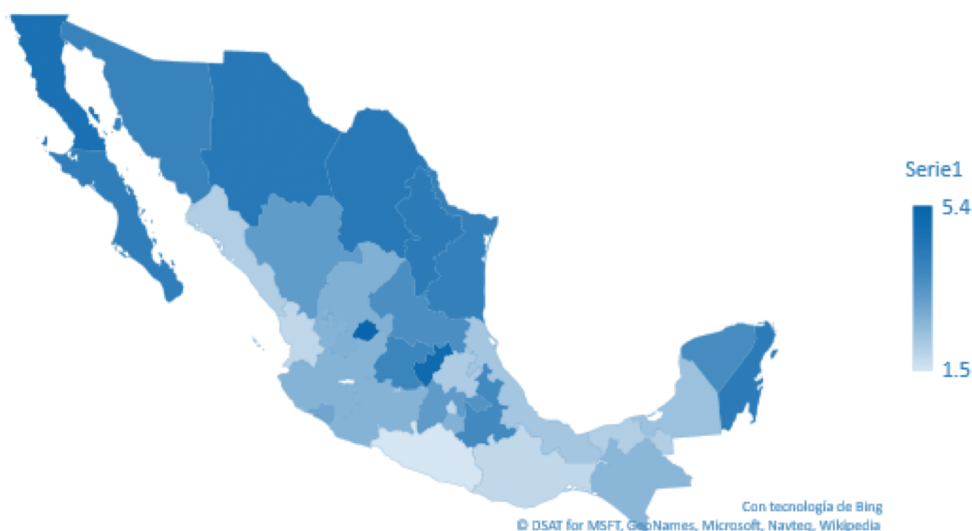 Serie1
5.4
1.5
Con tecnología de Bing
© DSAT for MSFT, GeoNames, Microsoft, Navteq, Wikipedia